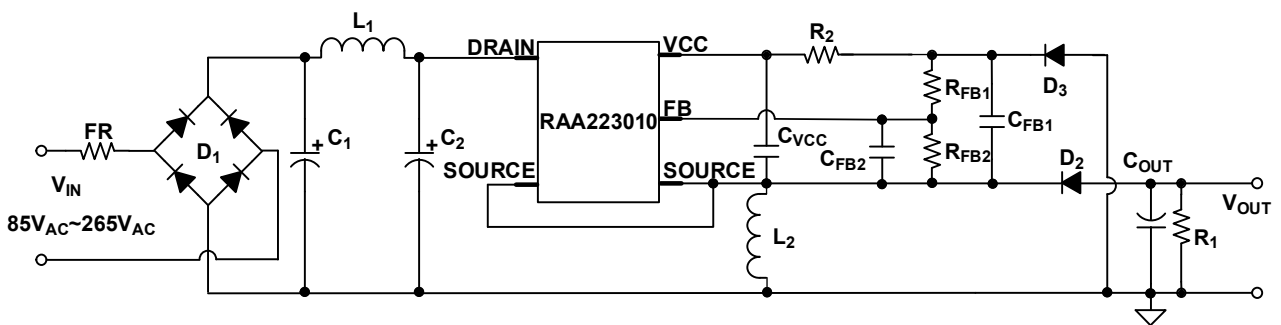 L1
DRAIN
VCC
R2
D3
FR
D1
C1
C2
RAA223010
FB
RFB1
CFB1
VIN
SOURCE
SOURCE
CVCC
CFB2
RFB2
D2
COUT
VOUT
85VAC~265VAC
L2
R1
+
+